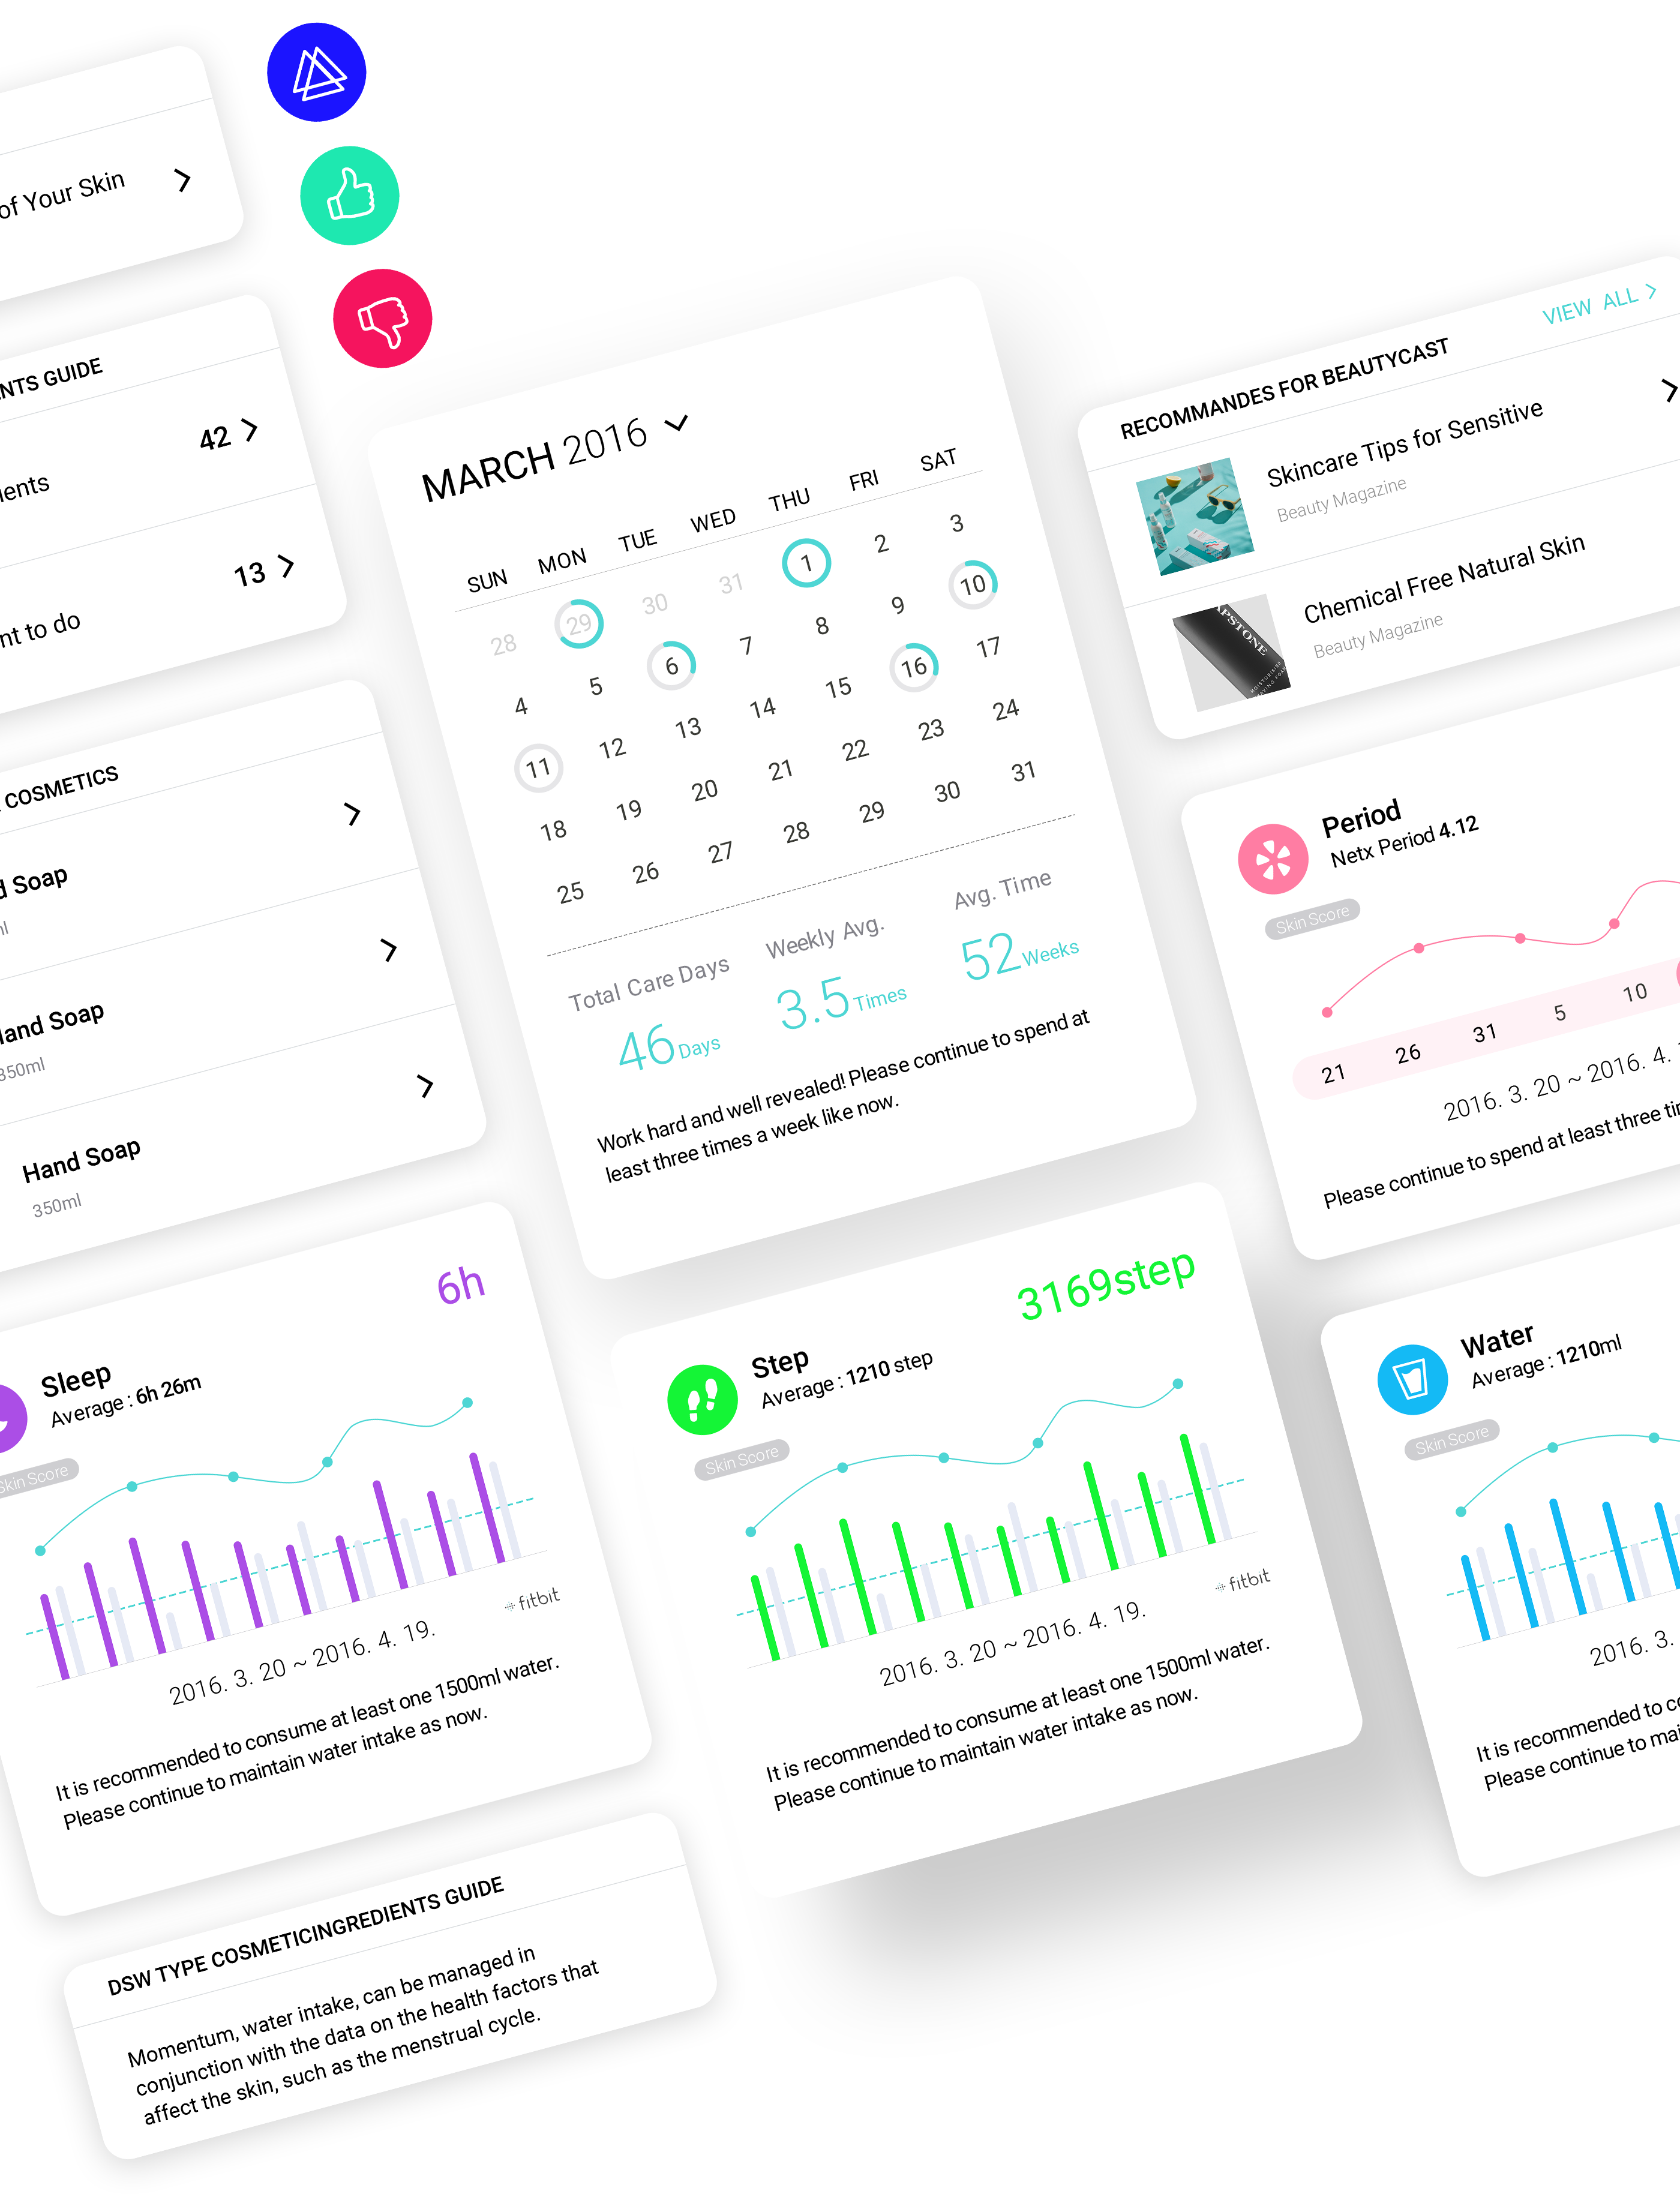 of Your Skin
GUIDE
42
13
nt to do
COSMETICS
Soap
Hand Soap
350ml
Hand Soap
350ml
MARCH 2016
SUN MON TUE WED THU FRI SAT
28 29 30 31 1 2 3
4 5 6 7 8 9 10
11 12 13 14 15 16 17
18 19 20 21 22 23 24
25 26 27 28 29 30 31
Total Care Days Weekly Avg. Avg. Time
46 Days 3.5 Times 52 Weeks
Work hard and well revealed! Please continue to spend at
least three times a week like now.
RECOMMANDES FOR BEAUTYCAST VIEW ALL
Skincare Tips for Sensitive
Beauty Magazine
Chemical Free Natural Skin
Beauty Magazine
Period
Netx Period 4.12
Skin Score
21 26 31 5 10
2016. 3. 20 ~ 2016. 4.
Please continue to spend at least three
6h
Sleep
Average : 6h 26m
Skin Score
fitbit
2016. 3. 20 ~ 2016. 4. 19.
It is recommended to consume at least one 1500ml water.
Please continue to maintain water intake as now.
3169step
Step
Average : 1210 step
Skin Score
fitbit
2016. 3. 20 ~ 2016. 4. 19.
It is recommended to consume at least one 1500ml water.
Please continue to maintain water intake as now.
Water
Average : 1210ml
Skin Score
2016. 3.
It is recommended to
Please continue to
DSW TYPE COSMETICINGREDIENTS GUIDE
Momentum, water intake, can be managed in
conjunction with the data on the health factors that
affect the skin, such as the menstrual cycle.